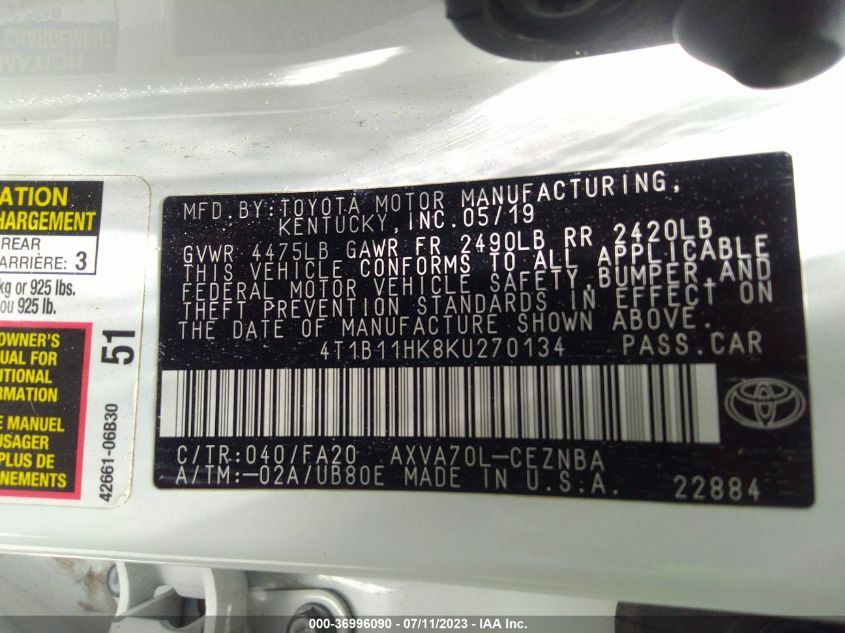 ATION
CHARGEMENT
REAR
ARRIÈRE: 3
kg or 925 lbs.
ou 925 lb.
OWNER'S
UAL FOR
ITIONAL
RMATION
E MANUEL
USAGER
US DE
NEMENTS
51
42661-06B30
MFD. BY: TOYOTA MOTOR MANUFACTURING,
KENTUCKY, INC. 05/19
GVWR 4475LB GAWR FR 2490LB RR 2420LB
THIS VEHICLE CONFORMS TO ALL APPLICABLE
FEDERAL MOTOR VEHICLE SAFETY, BUMPER, AND
THEFT PREVENTION STANDARDS IN EFFECT ON
THE DATE OF MANUFACTURE SHOWN ABOVE.
4T1B11HK8KU270134 PASS. CAR
C/TR: 040/FA20 AXVA70L-CEZNBA
A/TM: -02A/UB80E MADE IN U.S.A.
22884
000-36996090 - 07/11/2023 - IAA Inc.